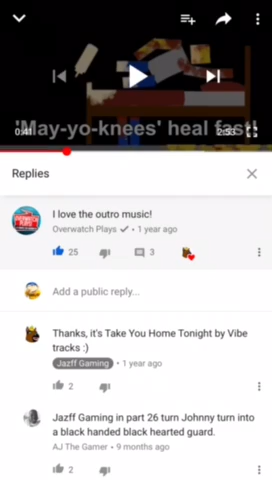 'May-yo-knees' heal fast!
0:41
2:53
Replies
I love the outro music!
Overwatch Plays • 1 year ago
25
3
Add a public reply...
Thanks, it's Take You Home Tonight by Vibe
tracks :)
Jazff Gaming • 1 year ago
2
Jazff Gaming in part 26 turn Johnny turn into
a black handed black hearted guard.
AJ The Gamer • 9 months ago
2